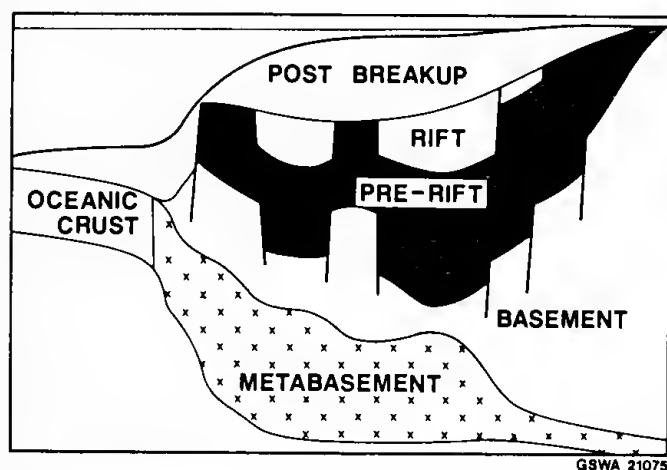 POST BREAKUP
RIFT
PRE-RIFT
OCEANIC
CRUST
BASEMENT
METABASEMENT
GSWA 21075